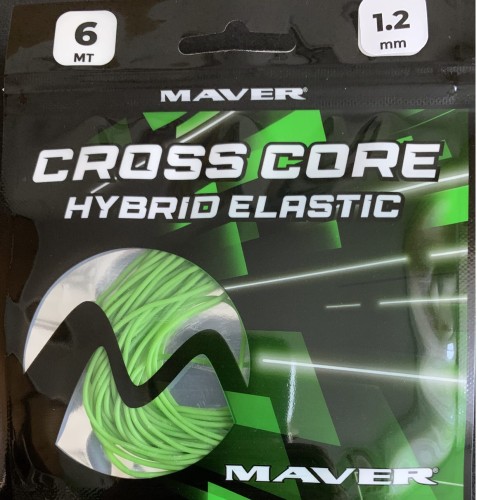 6
MT
1.2
mm
MAVER®
CROSS CORE
HYBRID ELASTIC
MAVER®